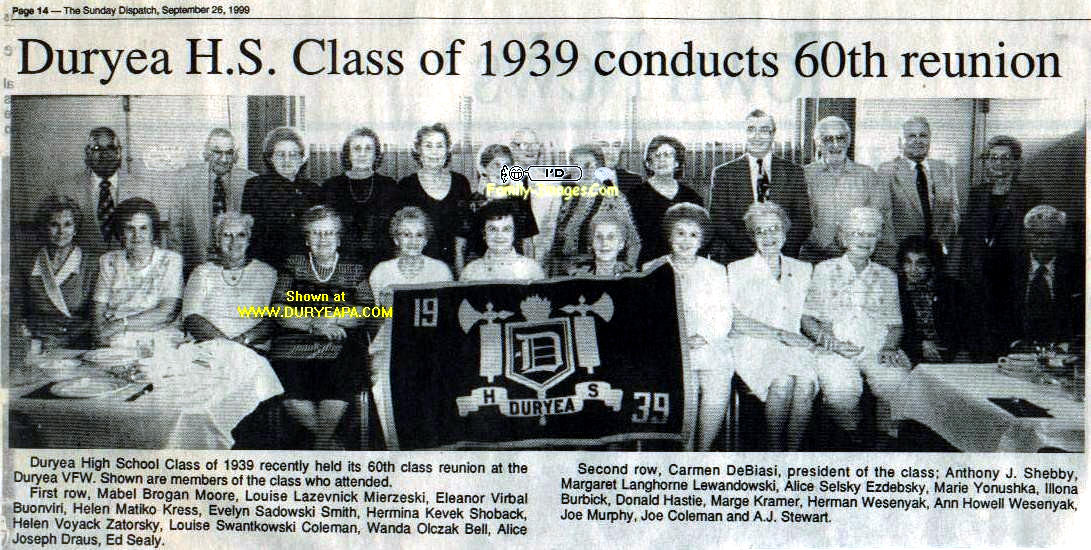 Page 14 — The Sunday Dispatch, September 26, 1999
Duryea H.S. Class of 1939 conducts 60th reunion
I'D
Family-Images.Com
Shown at
WWW.DURYEAPA.COM
19
D
H S
DURYEA
39
Duryea High School Class of 1939 recently held its 60th class reunion at the
Duryea VFW. Shown are members of the class who attended.
First row, Mabel Brogan Moore, Louise Lazevnick Mierzeski, Eleanor Virbal
Buonviri, Helen Matiko Kress, Evelyn Sadowski Smith, Hermina Kevek Shoback,
Helen Voyack Zatorsky, Louise Swantkowski Coleman, Wanda Olczak Bell, Alice
Joseph Draus, Ed Sealy.
Second row, Carmen DeBiasi, president of the class; Anthony J. Shebby,
Margaret Langhorne Lewandowski, Alice Selsky Ezdebsky, Marie Yonushka, Illona
Burbick, Donald Hastie, Marge Kramer, Herman Wesenyak, Ann Howell Wesenyak,
Joe Murphy, Joe Coleman and A.J. Stewart.